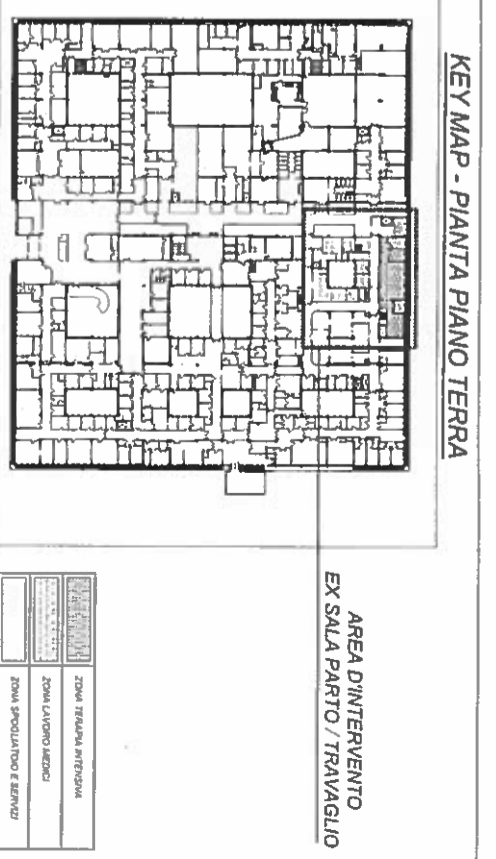 KEY MAP - PIANTA PIANO TERRA
AREA D'INTERVENTO
EX SALA PARTO / TRAVAGLIO
ZONA TERAPIA INTENSIVA
ZONA LAVORO MEDICI
ZONA SPOGLIATOIO E SERVIZI